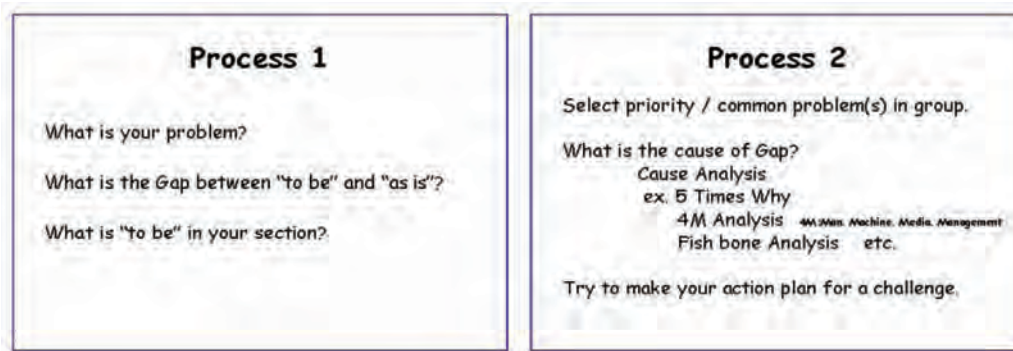 Process 1
What is your problem?
What is the Gap between "to be" and "as is"?
What is "to be" in your section?
Process 2
Select priority / common problem(s) in group.
What is the cause of Gap?
Cause Analysis
ex. 5 Times Why
4M Analysis 4M:Man. Machine. Media. Management
Fish bone Analysis etc.
Try to make your action plan for a challenge.